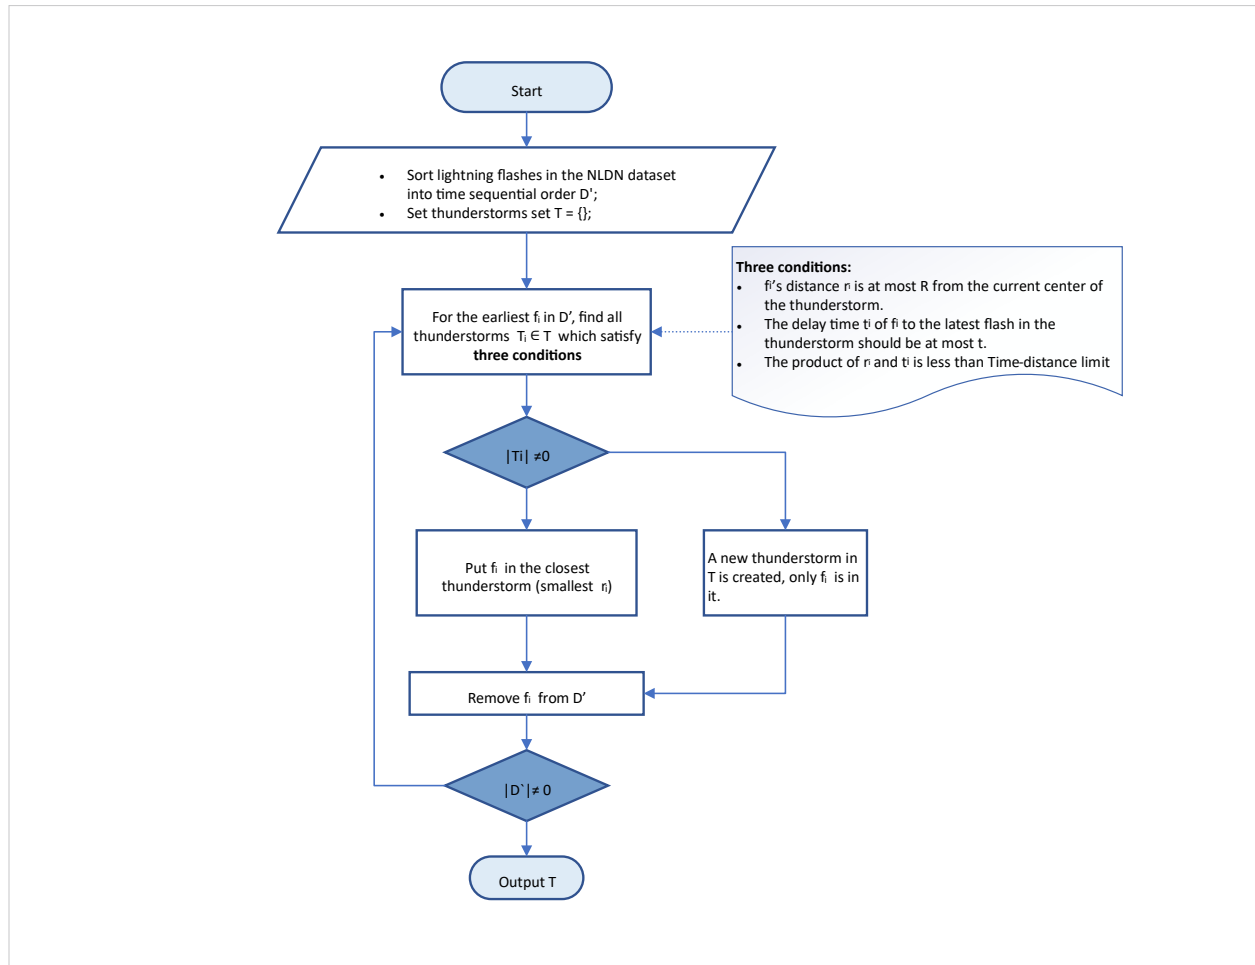 Start
• Sort lightning flashes in the NLDN dataset
into time sequential order D';
• Set thunderstorms set T = {};
Three conditions:
• fi's distance ri is at most R from the current center of
the thunderstorm.
• The delay time ti of fi to the latest flash in the
thunderstorm should be at most t.
• The product of ri and ti is less than Time-distance limit
For the earliest fi in D', find all
thunderstorms Ti ∈ T which satisfy
three conditions
|Ti| ≠0
Put fi in the closest
thunderstorm (smallest ri)
A new thunderstorm in
T is created, only fi is in
it.
Remove fi from D'
|D`|≠ 0
Output T